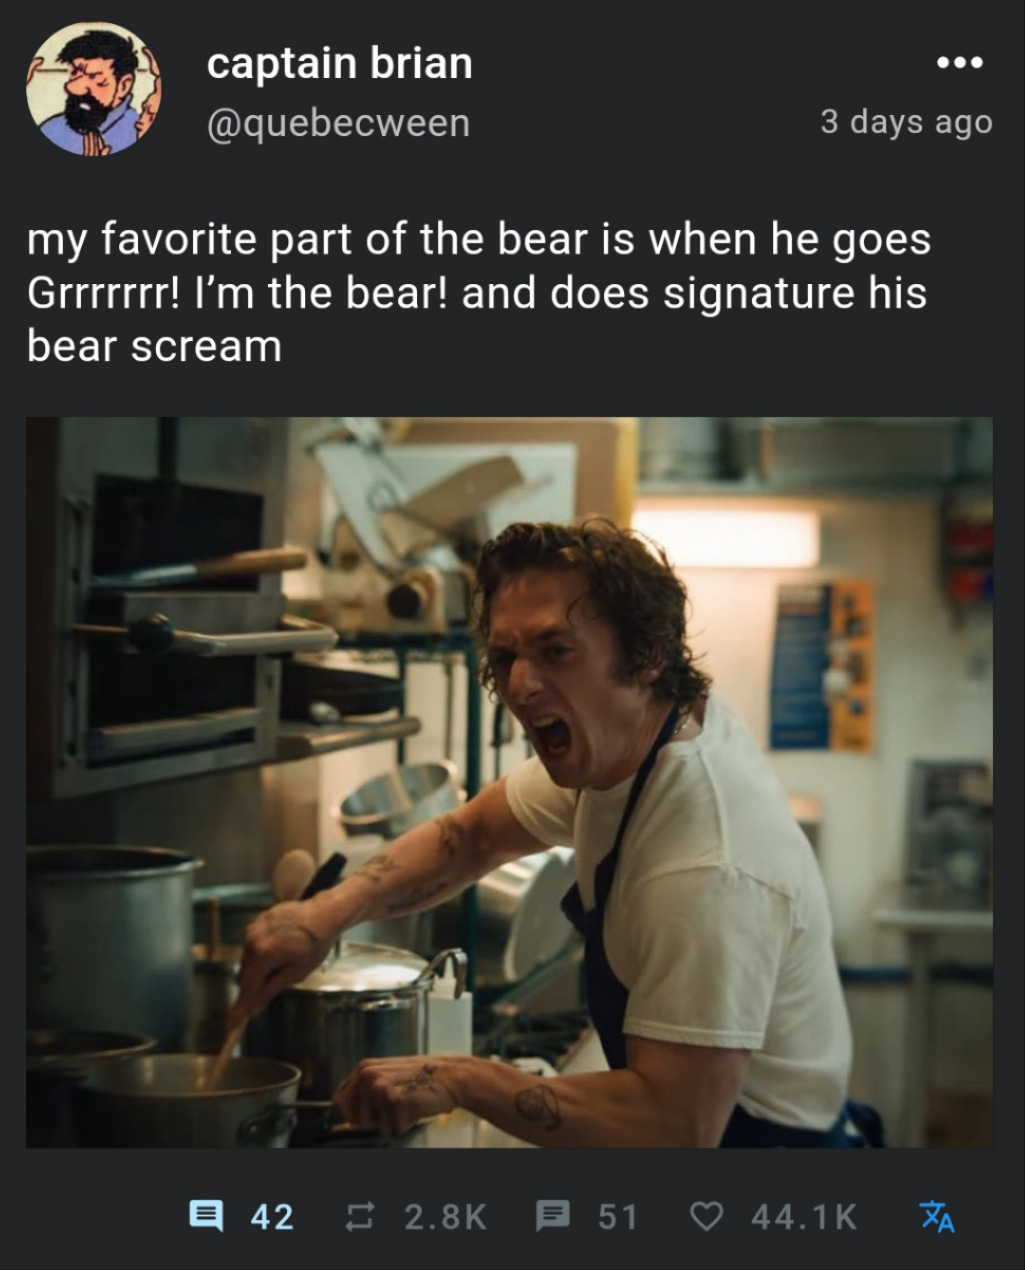 captain brian
@quebecween
3 days ago
my favorite part of the bear is when he goes
Grrrrrrr! I’m the bear! and does signature his
bear scream
42 2.8K 51 44.1K